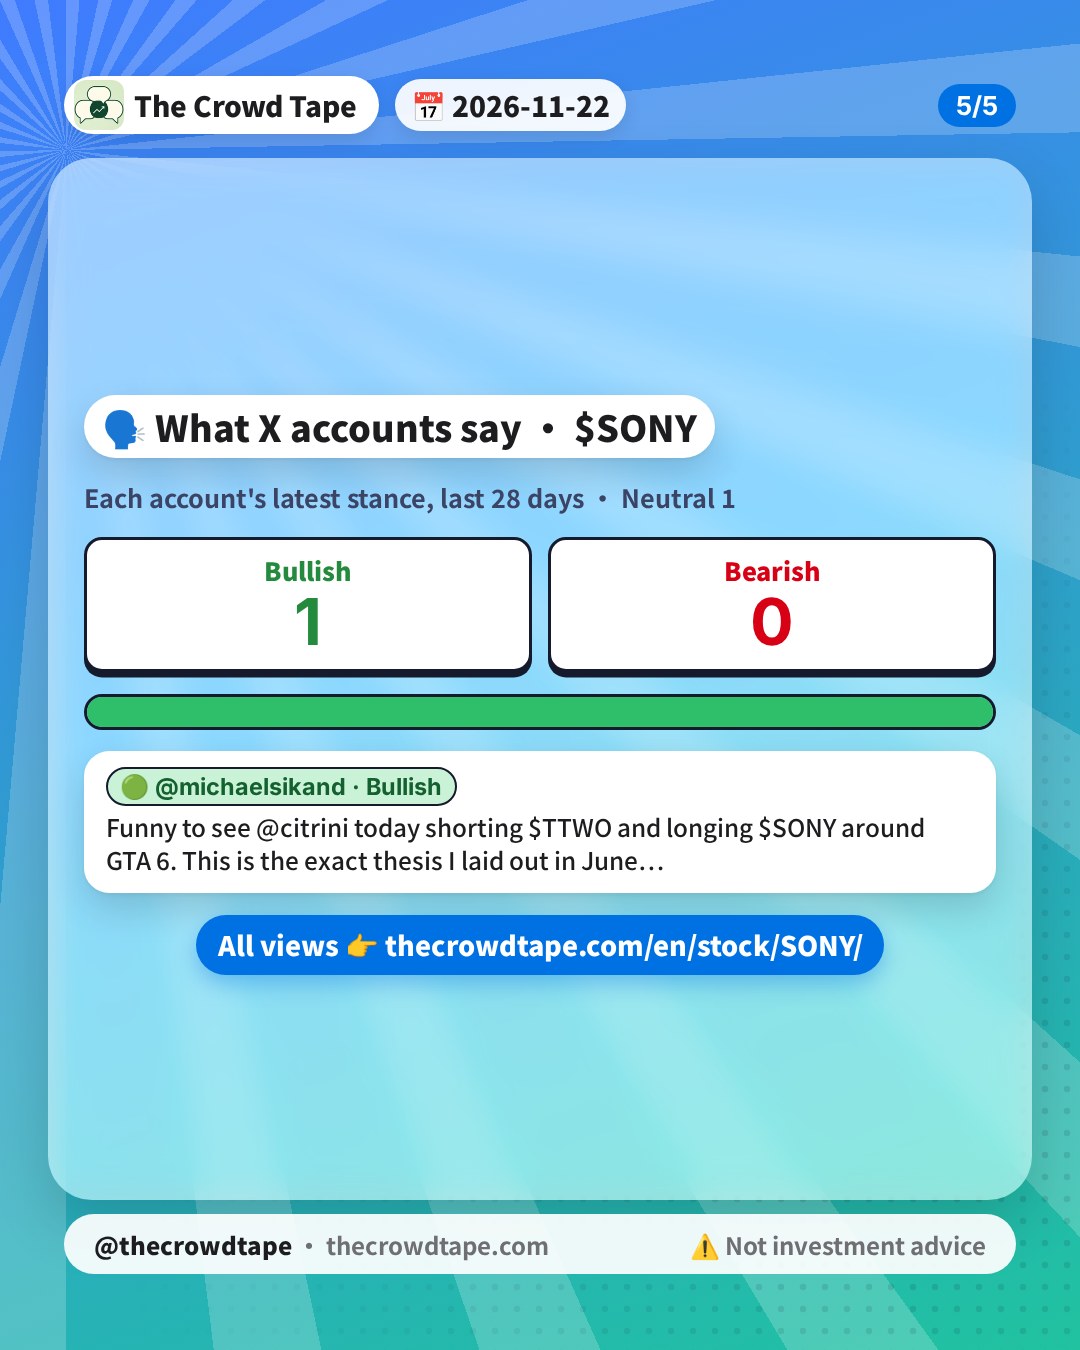 The Crowd Tape
2026-11-22
5/5
What X accounts say • $SONY
Each account's latest stance, last 28 days • Neutral 1
Bullish
1
Bearish
0
@michaelsikand · Bullish
Funny to see @citrini today shorting $TTWO and longing $SONY around
GTA 6. This is the exact thesis I laid out in June…
All views 👉 thecrowdtape.com/en/stock/SONY/
@thecrowdtape • thecrowdtape.com
⚠️ Not investment advice